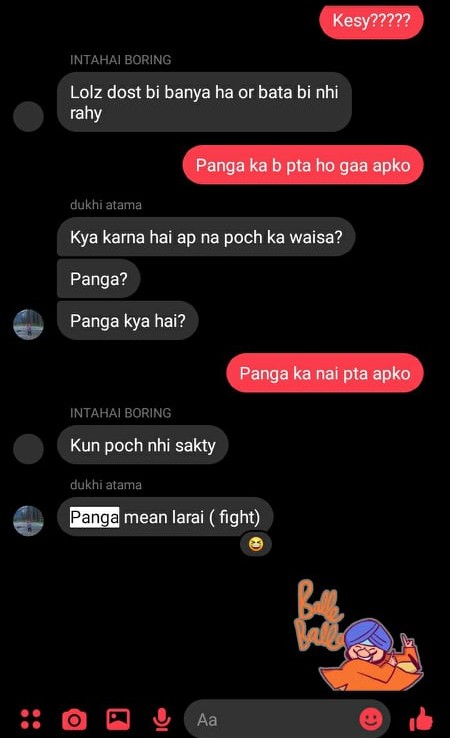 Kesy?????
INTAHAI BORING
Lolz dost bi banya ha or bata bi nhi
rahy
Panga ka b pta ho gaa apko
dukhi atama
Kya karna hai ap na poch ka waisa?
Panga?
Panga kya hai?
Panga ka nai pta apko
INTAHAI BORING
Kun poch nhi sakty
dukhi atama
Panga mean larai ( fight)
Balle
Balle
Aa